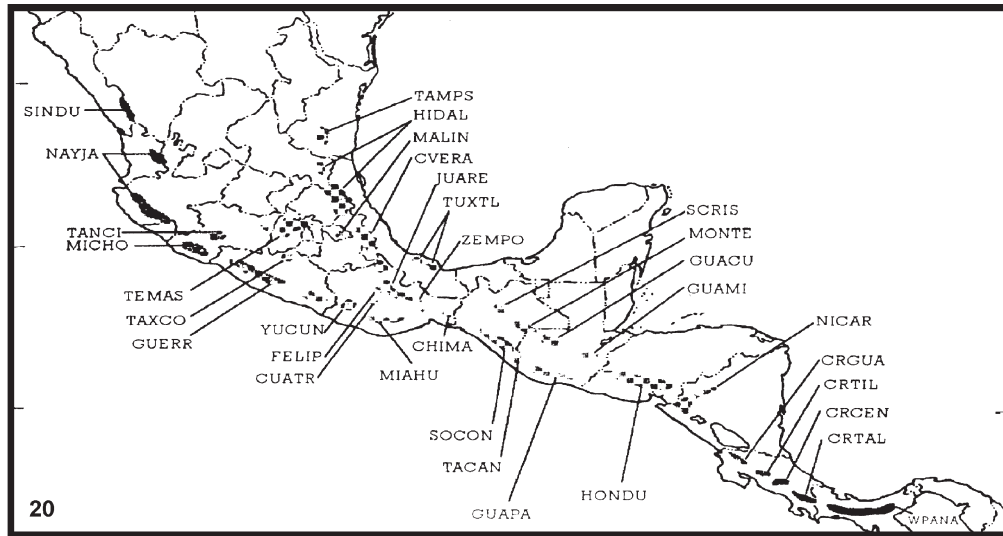 TAMPS
HIDAL
SINDU
MALIN
CVERA
NAYJA
JUARE
TUXTL
SCRIS
TANCI
MONTE
ZEMPO
MICHO
GUACU
GUAMI
TEMAS
NICAR
TAXCO
YUCUN
GUERR
CHIMA
FELIP
CRGUA
MIAHU
CUATR
CRTIL
CRCEN
SOCON
CRTAL
TACAN
HONDU
GUAPA
20
WPANA